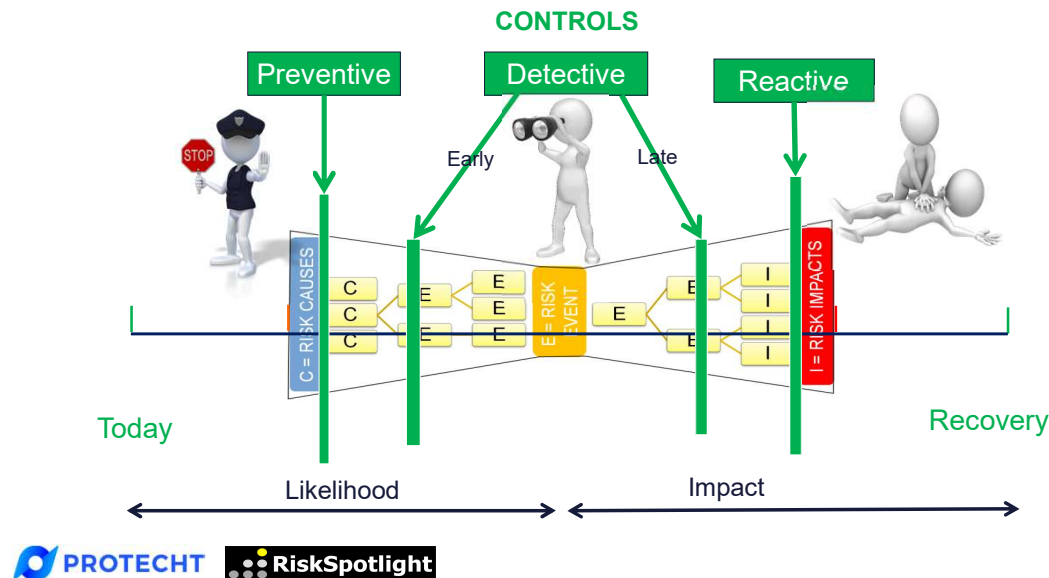 CONTROLS
Preventive
Detective
Reactive
STOP
Early
Late
C = RISK CAUSES
C
C
C
E
E
E
E
E
E = RISK
EVENT
E
E
E
I
I
I
I
I = RISK IMPACTS
Today
Recovery
Likelihood
Impact
PROTECHT
RiskSpotlight